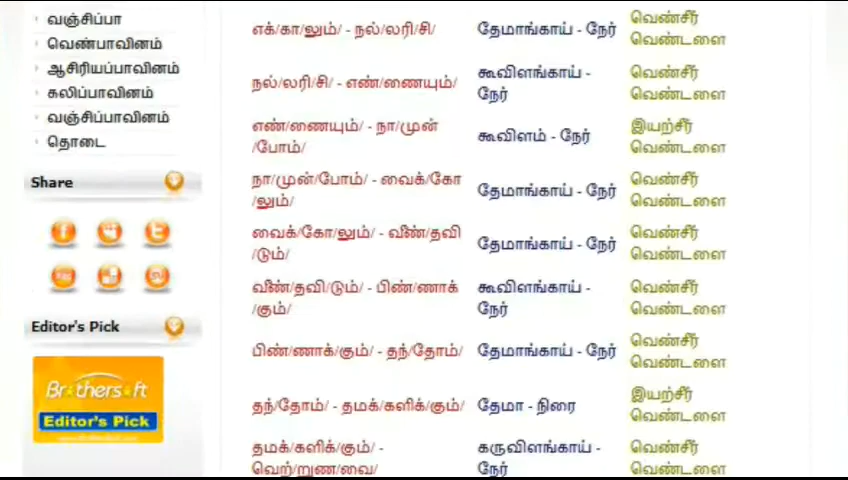 வஞ்சிப்பா
வெண்பாவினம்
ஆசிரியப்பாவினம்
கலிப்பாவினம்
வஞ்சிப்பாவினம்
தொடை
Share
Editor's Pick
Brothersoft
Editor's Pick
எக்/கா/லும்/ - நல்/லரி/சி/ தேமாங்காய் - நேர் வெண்சீர்
வெண்டளை
நல்/லரி/சி/ - எண்/ணையும்/ கூவிளங்காய் - வெண்சீர்
நேர் வெண்டளை
எண்/ணையும்/ - நா/முன் கூவிளம் - நேர் இயற்சீர்
/போம்/ வெண்டளை
நா/முன்/போம்/ - வைக்/கோ தேமாங்காய் - நேர் வெண்சீர்
/லும்/ வெண்டளை
வைக்/கோ/லும்/ - வீண்/தவி தேமாங்காய் - நேர் வெண்சீர்
/டும்/ வெண்டளை
வீண்/தவி/டும்/ - பிண்/ணாக் கூவிளங்காய் - வெண்சீர்
/கும்/ நேர் வெண்டளை
பிண்/ணாக்/கும்/ - தந்/தோம்/ தேமாங்காய் - நேர் வெண்சீர்
வெண்டளை
தந்/தோம்/ - தமக்/களிக்/கும்/ தேமா - நிரை இயற்சீர்
வெண்டளை
தமக்/களிக்/கும்/ - கருவிளங்காய் - வெண்சீர்
வெற்/றுண/வை/ நேர் வெண்டளை